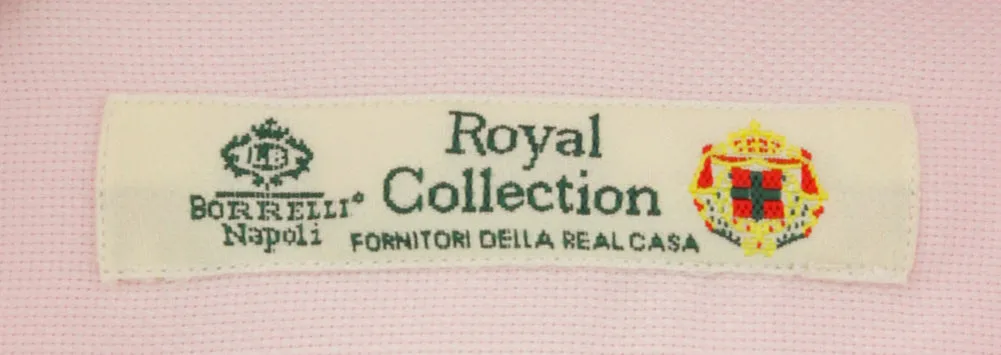 LB
BORRELLI®
Napoli
Royal
Collection
FORNITORI DELLA REAL CASA